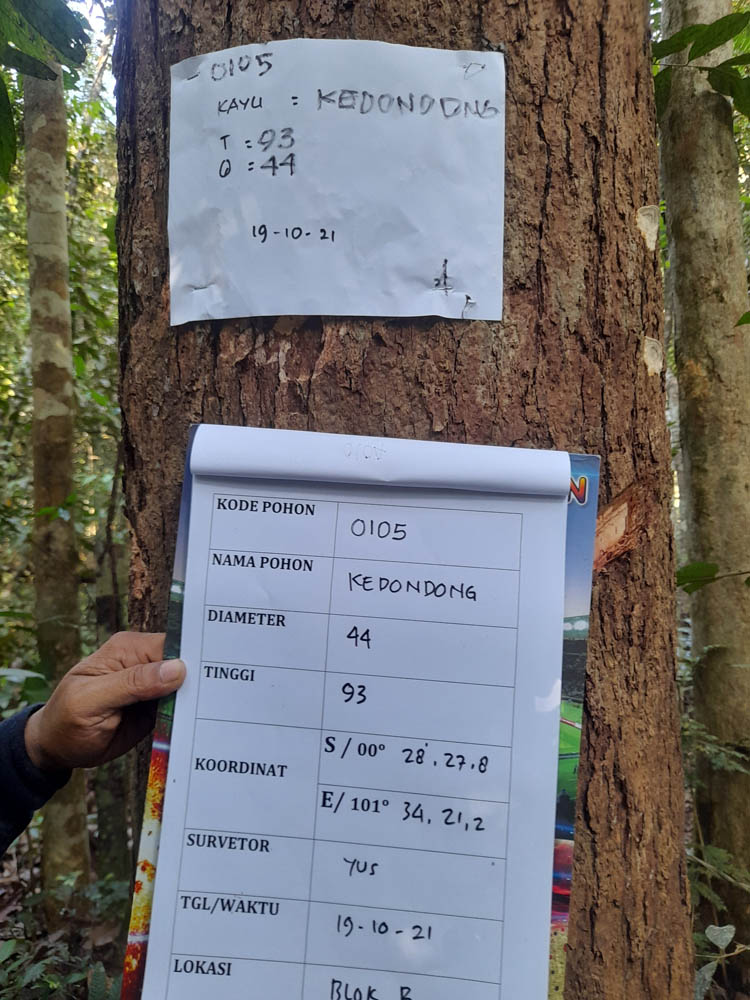 0105
KAYU : KEDONDONG
T : 93
Q : 44
19-10-21
N
KODE POHON 0105
NAMA POHON KEDONDONG
DIAMETER 44
TINGGI 93
KOORDINAT S / 00° 28', 27,8
E/ 101° 34, 21,2
SURVETOR YUS
TGL/WAKTU 19-10-21
LOKASI BLOK B